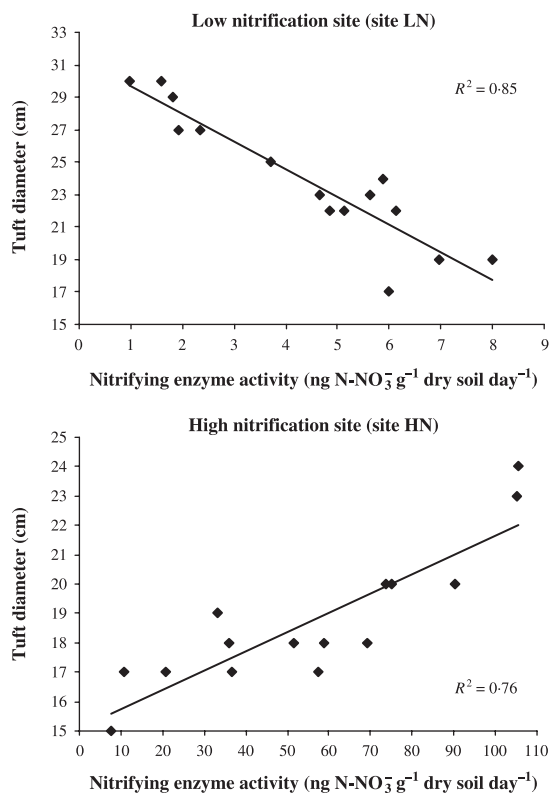 Low nitrification site (site LN)
33
31
29
27
25
23
21
19
17
15
Tuft diameter (cm)
R² = 0·85
0 1 2 3 4 5 6 7 8 9
Nitrifying enzyme activity (ng N-NO₃⁻ g⁻¹ dry soil day⁻¹)
High nitrification site (site HN)
25
24
23
22
21
20
19
18
17
16
15
Tuft diameter (cm)
R² = 0·76
0 10 20 30 40 50 60 70 80 90 100 110
Nitrifying enzyme activity (ng N-NO₃⁻ g⁻¹ dry soil day⁻¹)